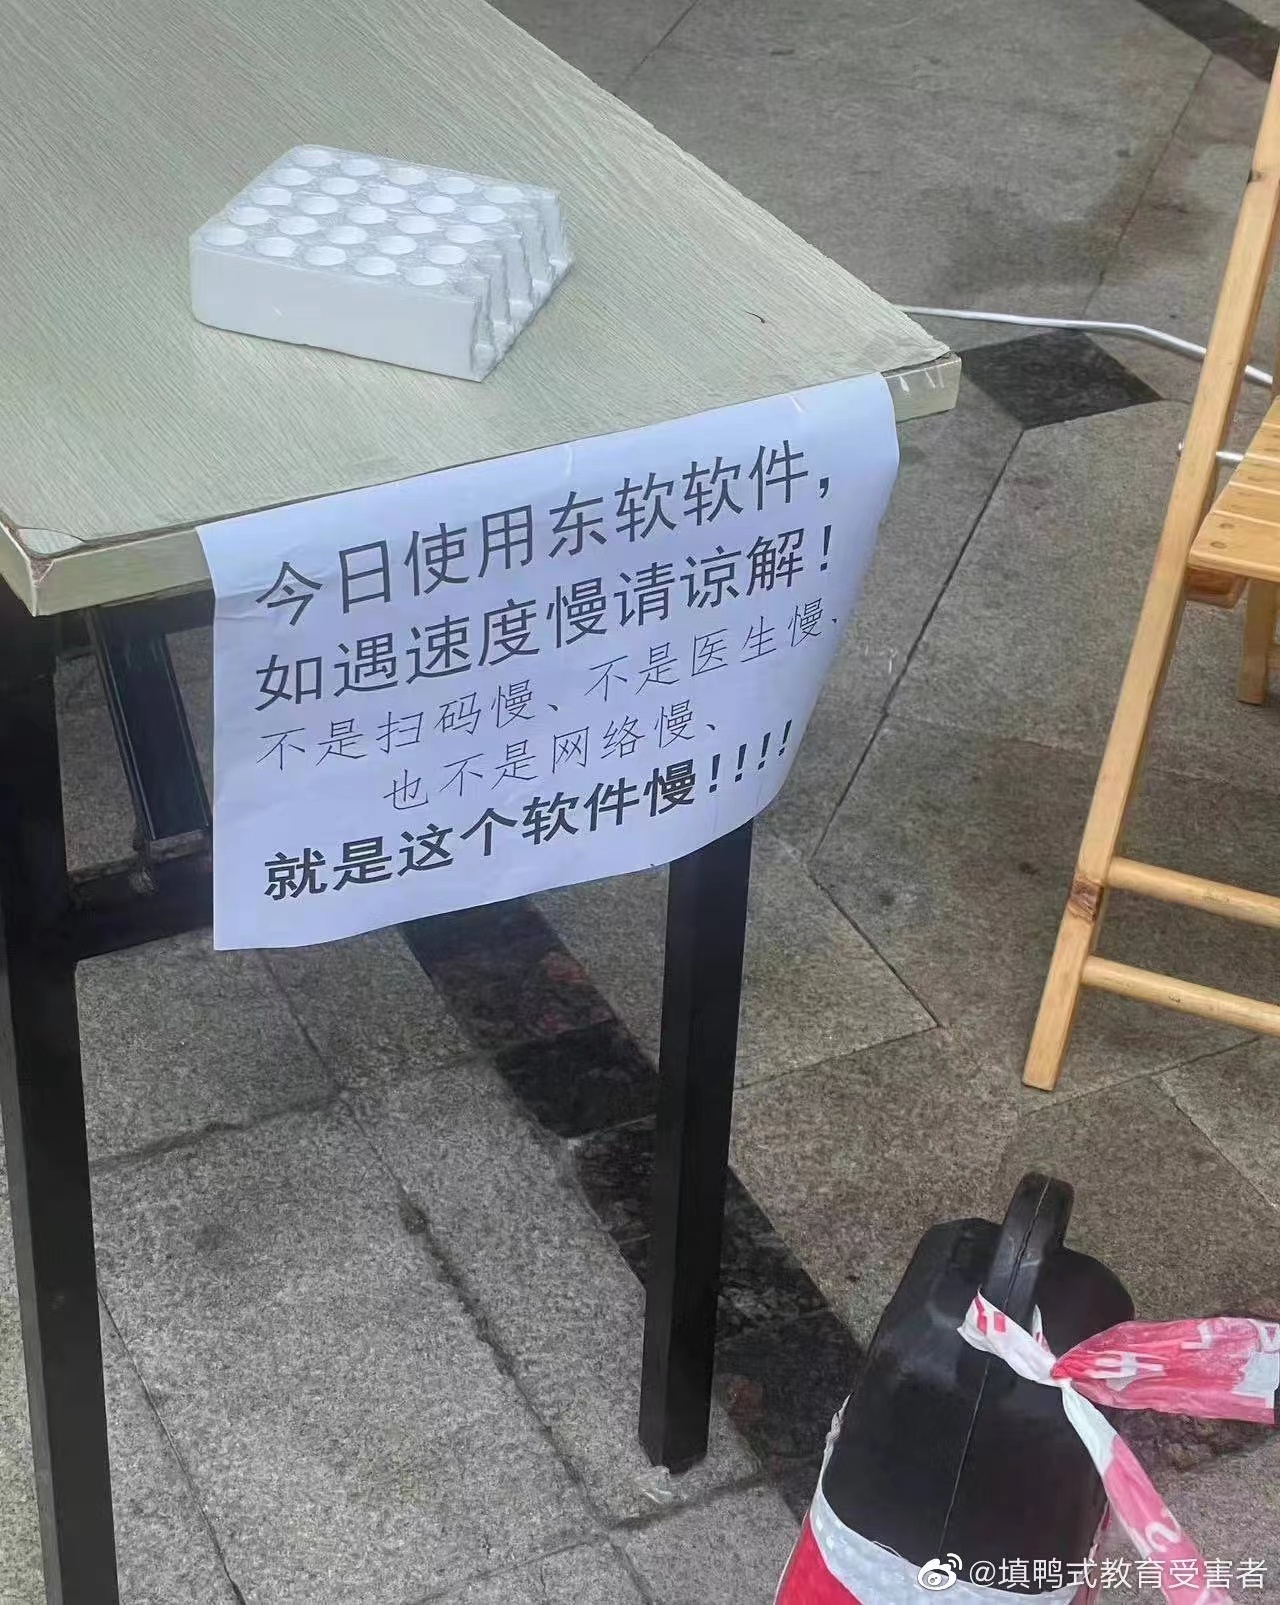 今日使用东软软件，
如遇速度慢请谅解！
不是扫码慢、不是医生慢、
也不是网络慢、
就是这个软件慢！！！！
@填鸭式教育受害者